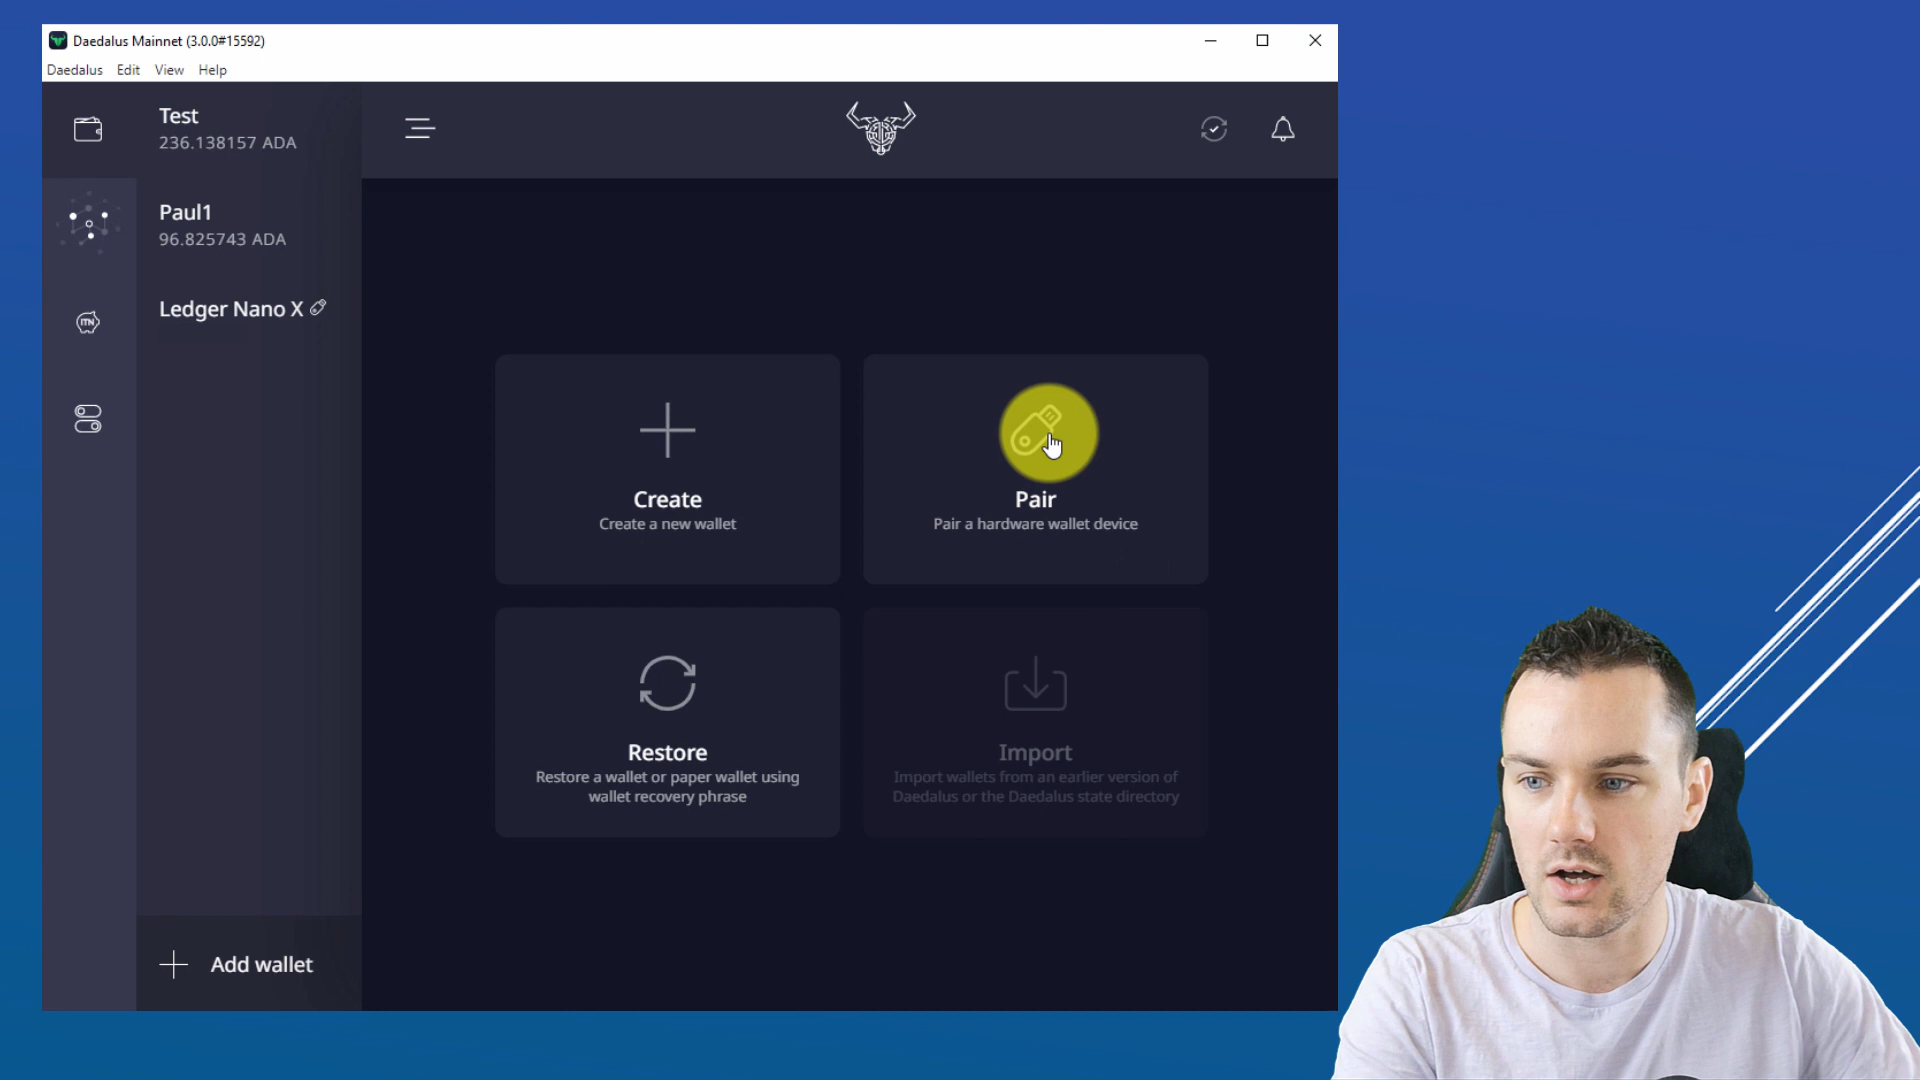 Daedalus Mainnet (3.0.0#15592)
Daedalus Edit View Help
Test
236.138157 ADA
Paul1
96.825743 ADA
Ledger Nano X
ITN
Create
Create a new wallet
Pair
Pair a hardware wallet device
Restore
Restore a wallet or paper wallet using
wallet recovery phrase
Import
Import wallets from an earlier version of
Daedalus or the Daedalus state directory
Add wallet